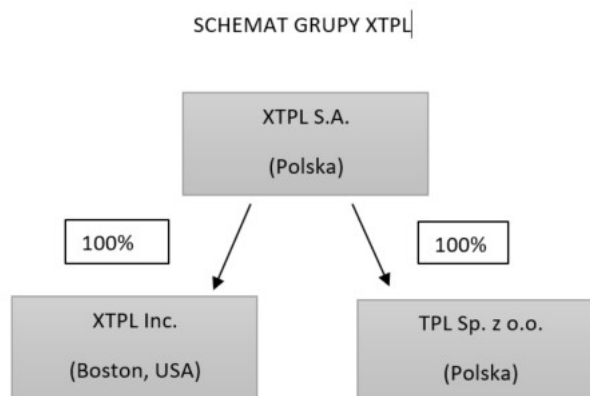 SCHEMAT GRUPY XTPL
XTPL S.A.
(Polska)
100%
100%
XTPL Inc.
(Boston, USA)
TPL Sp. z o.o.
(Polska)